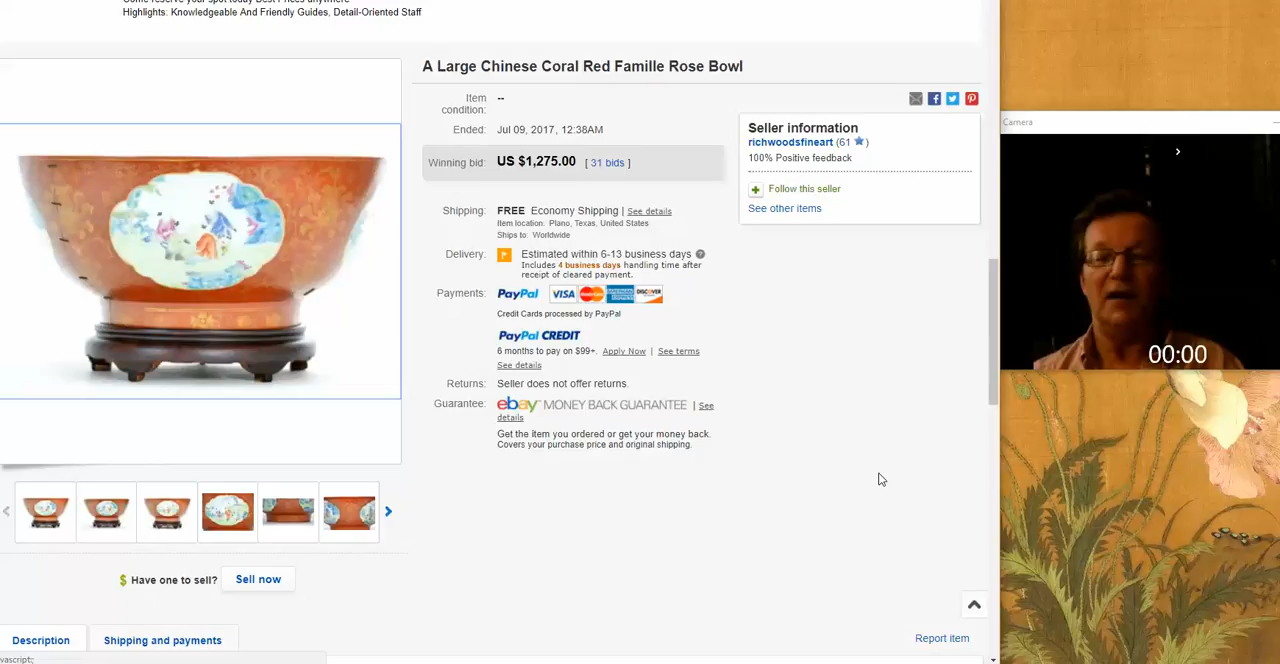 Highlights: Knowledgeable And Friendly Guides, Detail-Oriented Staff
A Large Chinese Coral Red Famille Rose Bowl
Item condition: --
Ended: Jul 09, 2017, 12:38AM
Winning bid: US $1,275.00 [ 31 bids ]
Shipping: FREE Economy Shipping | See details
Item location: Plano, Texas, United States
Ships to: Worldwide
Delivery: Estimated within 6-13 business days ?
Includes 4 business days handling time after
receipt of cleared payment.
Payments: PayPal VISA MasterCard DISCOVER
Credit Cards processed by PayPal
PayPal CREDIT
6 months to pay on $99+. Apply Now | See terms
See details
Returns: Seller does not offer returns.
Guarantee: ebay MONEY BACK GUARANTEE | See
details
Get the item you ordered or get your money back.
Covers your purchase price and original shipping.
Seller information
richwoodsfineart (61 )
100% Positive feedback
Follow this seller
See other items
Camera
00:00
$ Have one to sell? Sell now
Description
Shipping and payments
Report item
vascript:;